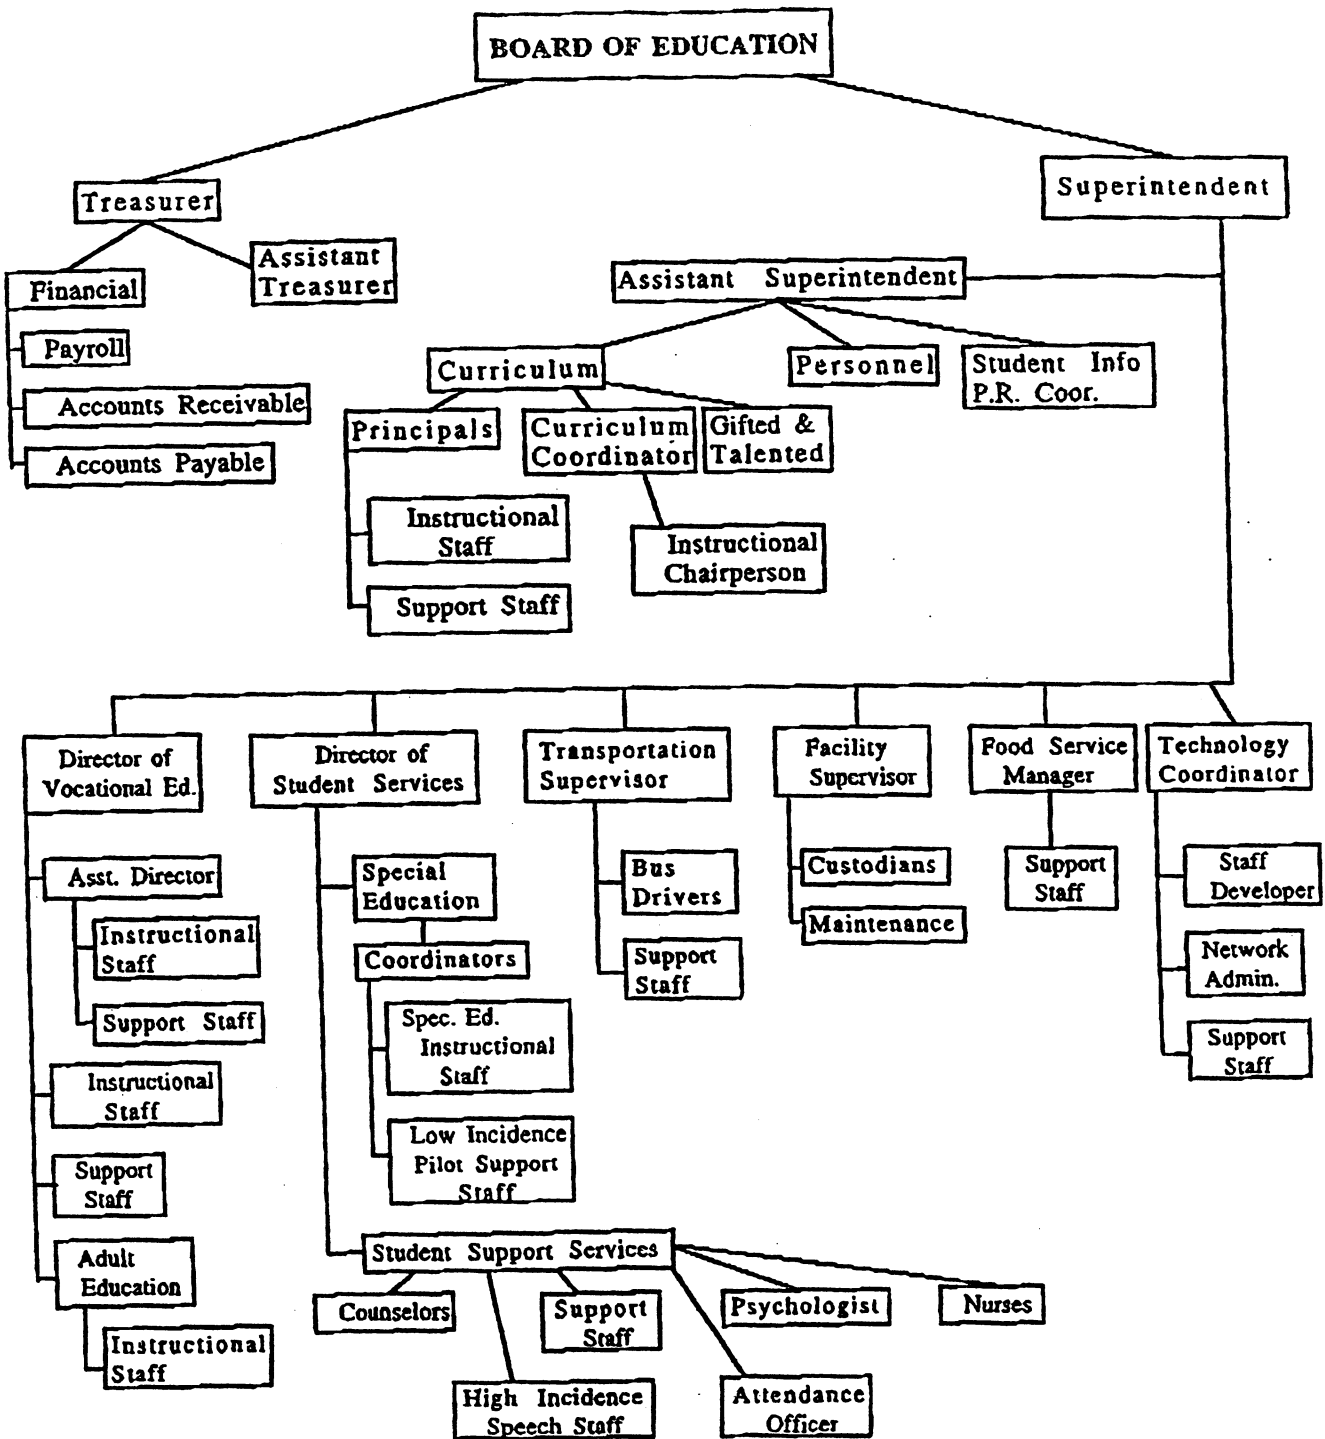 BOARD OF EDUCATION
Treasurer
Superintendent
Assistant
Treasurer
Financial
Payroll
Accounts Receivable
Accounts Payable
Assistant Superintendent
Curriculum
Personnel
Student Info
P.R. Coor.
Principals
Curriculum
Coordinator
Gifted &
Talented
Instructional
Staff
Support Staff
Instructional
Chairperson
Director of
Vocational Ed.
Director of
Student Services
Transportation
Supervisor
Facility
Supervisor
Food Service
Manager
Technology
Coordinator
Asst. Director
Instructional
Staff
Support Staff
Instructional
Staff
Support
Staff
Adult
Education
Instructional
Staff
Special
Education
Coordinators
Spec. Ed.
Instructional
Staff
Low Incidence
Pilot Support
Staff
Student Support Services
Counselors
Support
Staff
Psychologist
Nurses
High Incidence
Speech Staff
Attendance
Officer
Bus
Drivers
Support
Staff
Custodians
Maintenance
Support
Staff
Staff
Developer
Network
Admin.
Support
Staff